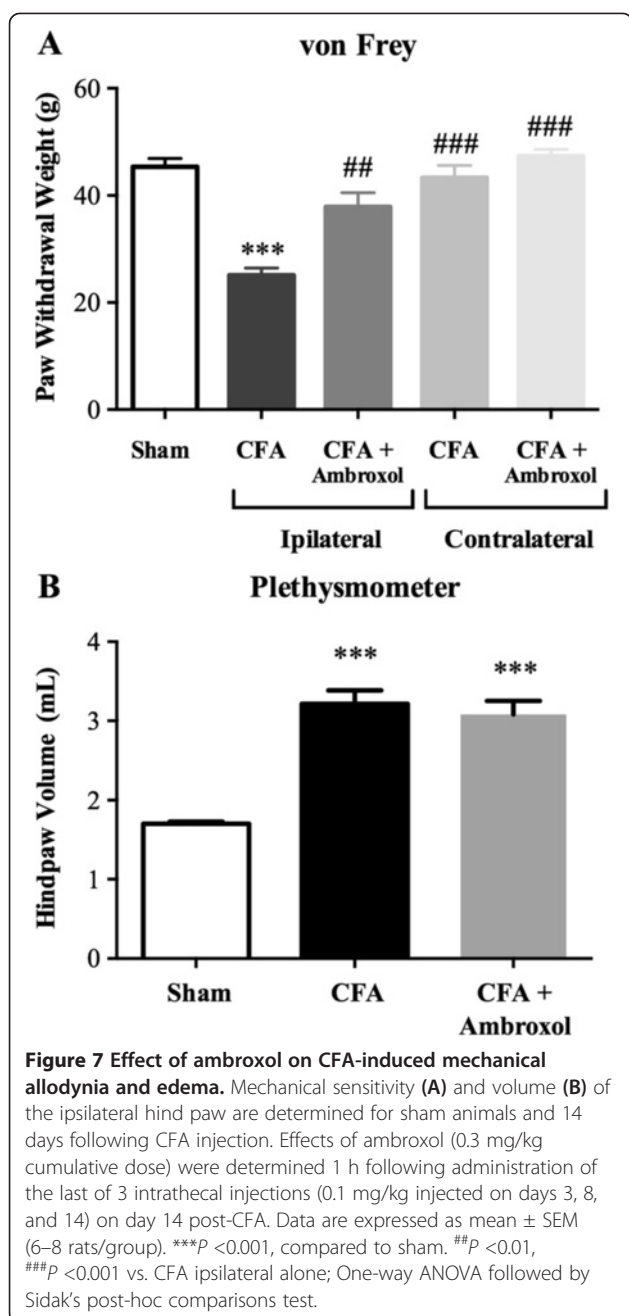 A von Frey
Paw Withdrawal Weight (g)
60
40
20
0
***
##
###
###
Sham CFA CFA + CFA CFA +
Ambroxol Ambroxol
Ipilateral Contralateral
B Plethysmometer
Hindpaw Volume (mL)
4
3
2
1
0
*** ***
Sham CFA CFA +
Ambroxol
Figure 7 Effect of ambroxol on CFA-induced mechanical
allodynia and edema. Mechanical sensitivity (A) and volume (B) of
the ipsilateral hind paw are determined for sham animals and 14
days following CFA injection. Effects of ambroxol (0.3 mg/kg
cumulative dose) were determined 1 h following administration of
the last of 3 intrathecal injections (0.1 mg/kg injected on days 3, 8,
and 14) on day 14 post-CFA. Data are expressed as mean ± SEM
(6–8 rats/group). ***P <0.001, compared to sham. ##P <0.01,
###P <0.001 vs. CFA ipsilateral alone; One-way ANOVA followed by
Sidak's post-hoc comparisons test.